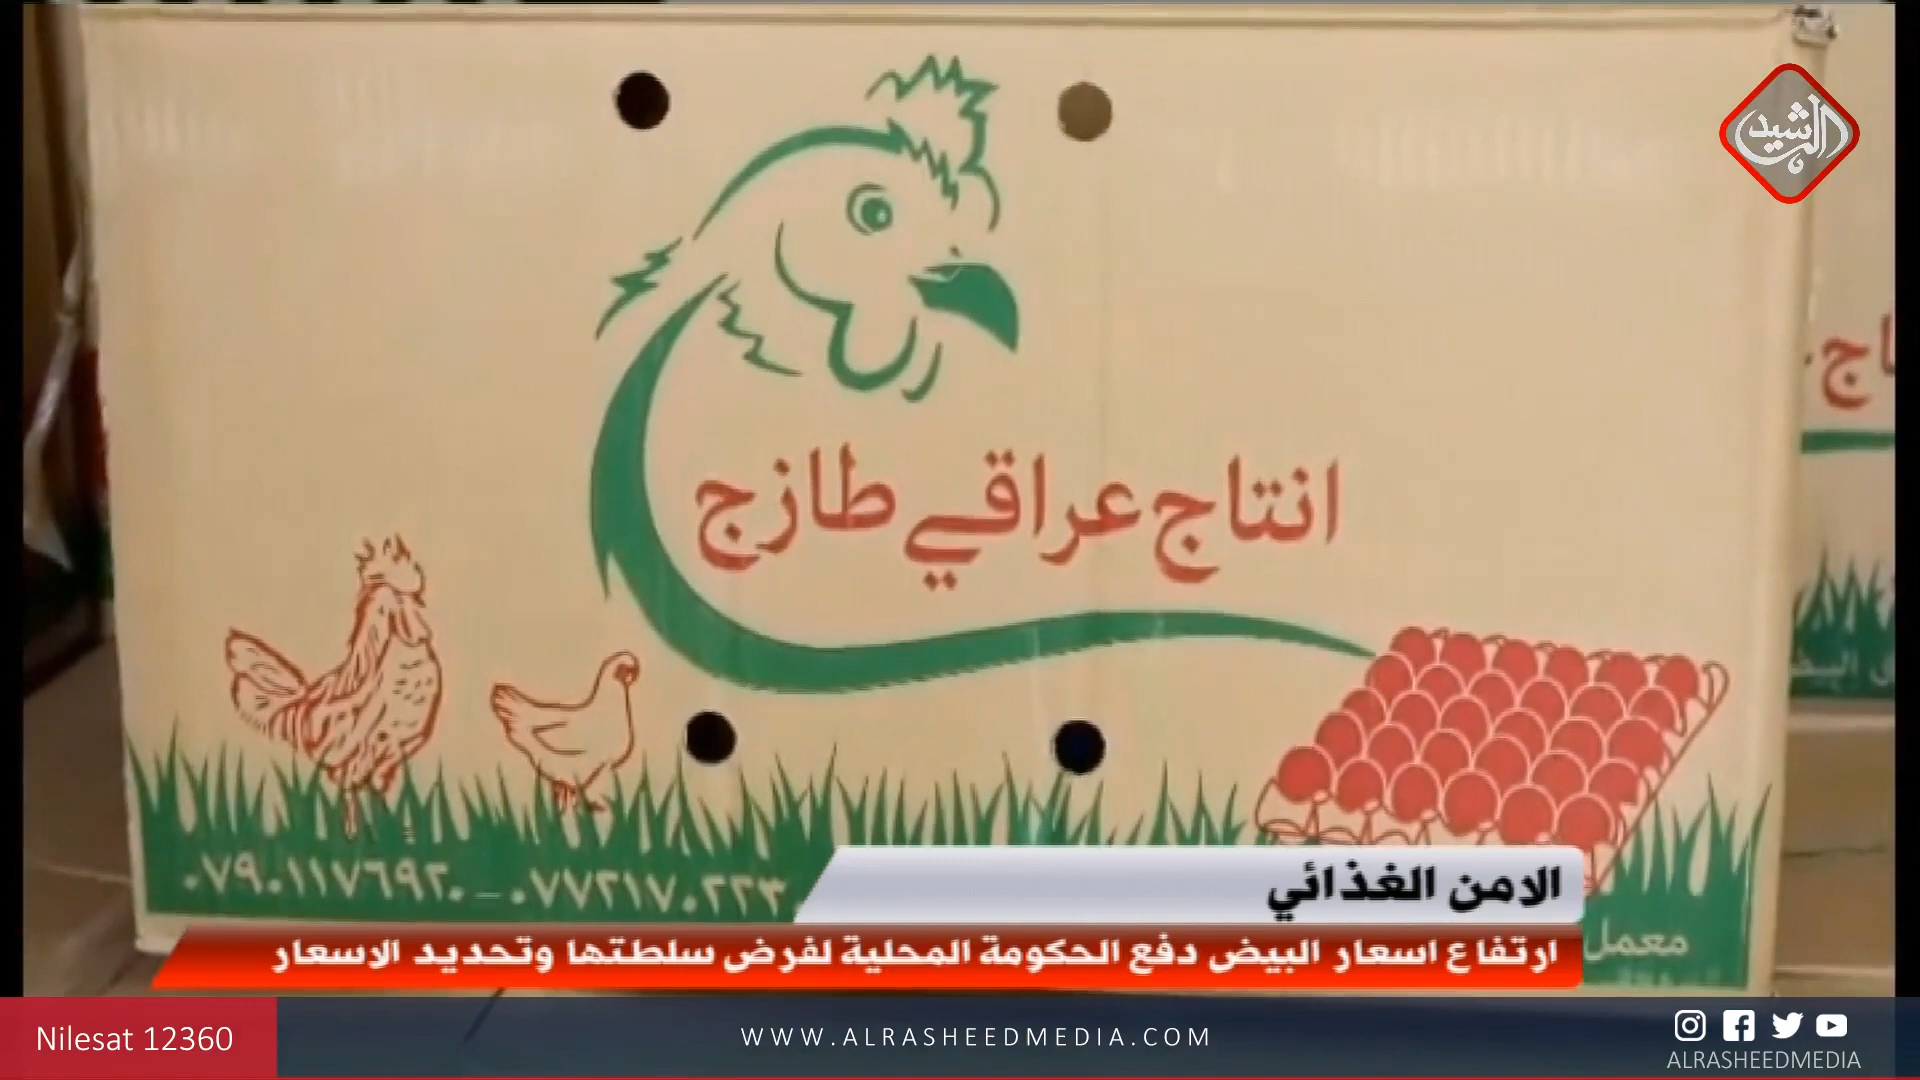 الرشيد
انتاج عراقي طازج
٠٧٩٠١١٧٦٩٢٠ - ٠٧٧٢١٧٠٢٢٣
الامن الغذائي
معمل
ارتفاع اسعار البيض دفع الحكومة المحلية لفرض سلطتها وتحديد الاسعار
Nilesat 12360
WWW.ALRASHEEDMEDIA.COM
ALRASHEEDMEDIA